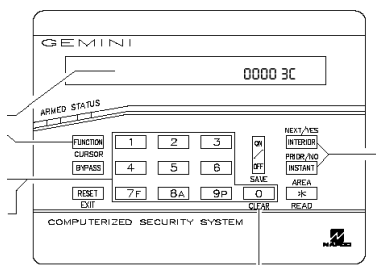 GEMINI
0000 3C
ARMED STATUS
FUNCTION 1 2 3 ON NEXT/YES INTERIOR
CURSOR
BYPASS 4 5 6 OFF PRIOR/NO INSTANT
SAVE
RESET 7F 8A 9P 0 AREA *
EXIT CLEAR READ
COMPUTERIZED SECURITY SYSTEM
NAPCO